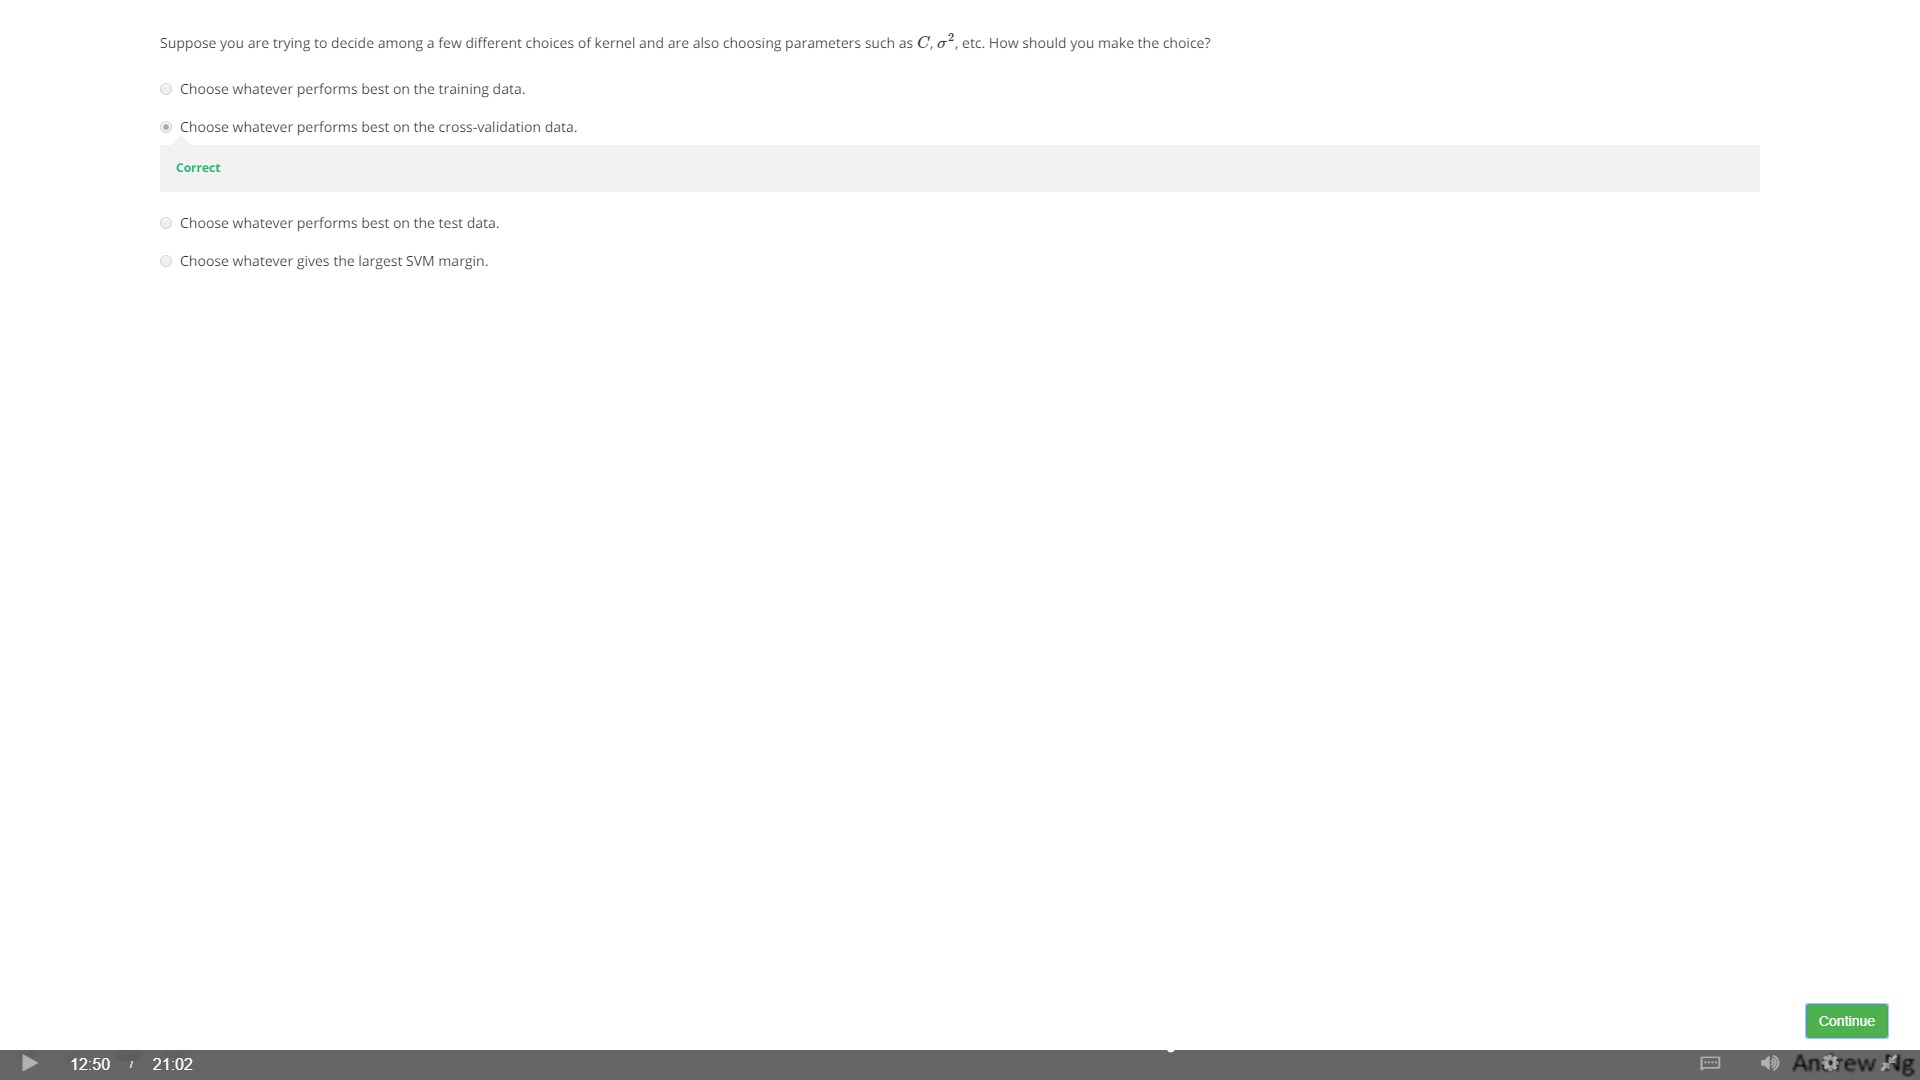 Suppose you are trying to decide among a few different choices of kernel and are also choosing parameters such as C, σ², etc. How should you make the choice?
Choose whatever performs best on the training data.
Choose whatever performs best on the cross-validation data.
Correct
Choose whatever performs best on the test data.
Choose whatever gives the largest SVM margin.
Continue
12:50 / 21:02
Andrew Ng